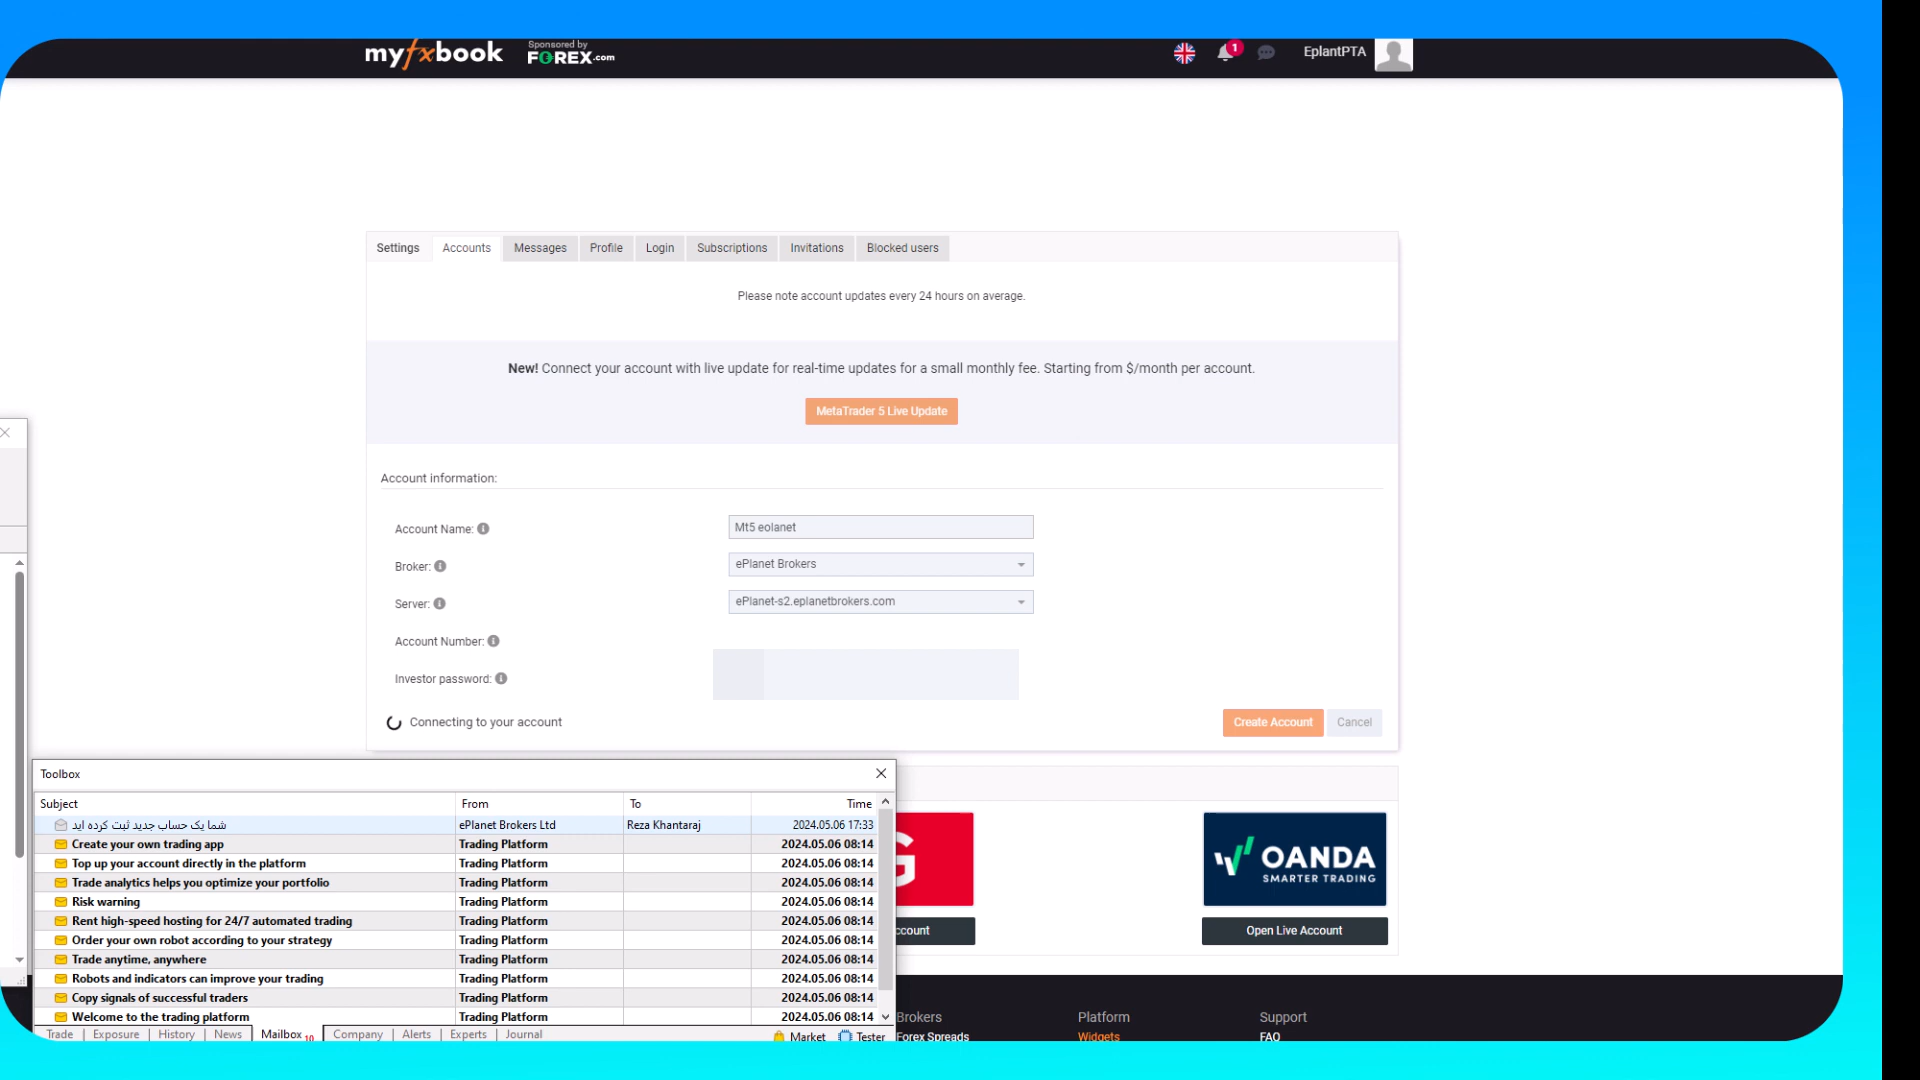 myfxbook
Sponsored by
FOREX.com
1
EplantPTA
Settings
Accounts
Messages
Profile
Login
Subscriptions
Invitations
Blocked users
Please note account updates every 24 hours on average.
New! Connect your account with live update for real-time updates for a small monthly fee. Starting from $/month per account.
MetaTrader 5 Live Update
Account information:
Account Name:
Mt5 eolanet
Broker:
ePlanet Brokers
Server:
ePlanet-s2.eplanetbrokers.com
Account Number:
Investor password:
Connecting to your account
Create Account
Cancel
Toolbox
Subject From To Time
شما یک حساب جدید ثبت کرده اید ePlanet Brokers Ltd Reza Khantaraj 2024.05.06 17:33
Create your own trading app Trading Platform 2024.05.06 08:14
Top up your account directly in the platform Trading Platform 2024.05.06 08:14
Trade analytics helps you optimize your portfolio Trading Platform 2024.05.06 08:14
Risk warning Trading Platform 2024.05.06 08:14
Rent high-speed hosting for 24/7 automated trading Trading Platform 2024.05.06 08:14
Order your own robot according to your strategy Trading Platform 2024.05.06 08:14
Trade anytime, anywhere Trading Platform 2024.05.06 08:14
Robots and indicators can improve your trading Trading Platform 2024.05.06 08:14
Copy signals of successful traders Trading Platform 2024.05.06 08:14
Welcome to the trading platform Trading Platform 2024.05.06 08:14
Trade
Exposure
History
News
Mailbox 10
Company
Alerts
Experts
Journal
Market
Tester
G
ccount
OANDA
SMARTER TRADING
Open Live Account
Brokers
Forex Spreads
Platform
Widgets
Support
FAQ